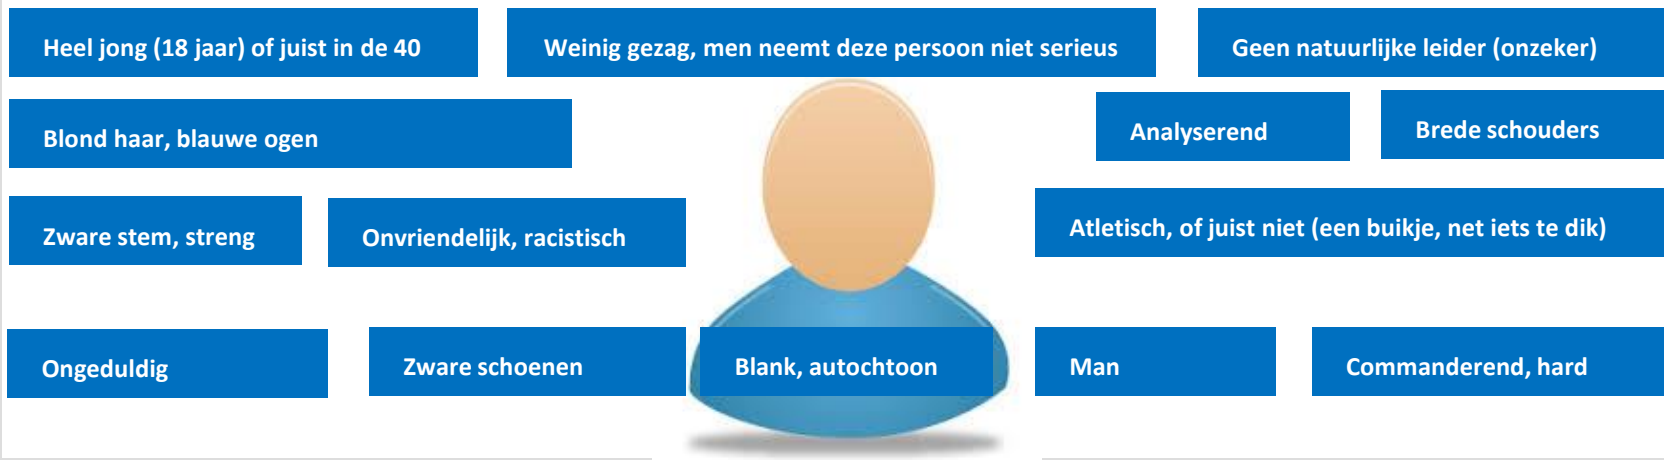 Heel jong (18 jaar) of juist in de 40
Weinig gezag, men neemt deze persoon niet serieus
Geen natuurlijke leider (onzeker)
Blond haar, blauwe ogen
Analyserend
Brede schouders
Zware stem, streng
Onvriendelijk, racistisch
Atletisch, of juist niet (een buikje, net iets te dik)
Ongeduldig
Zware schoenen
Blank, autochtoon
Man
Commanderend, hard